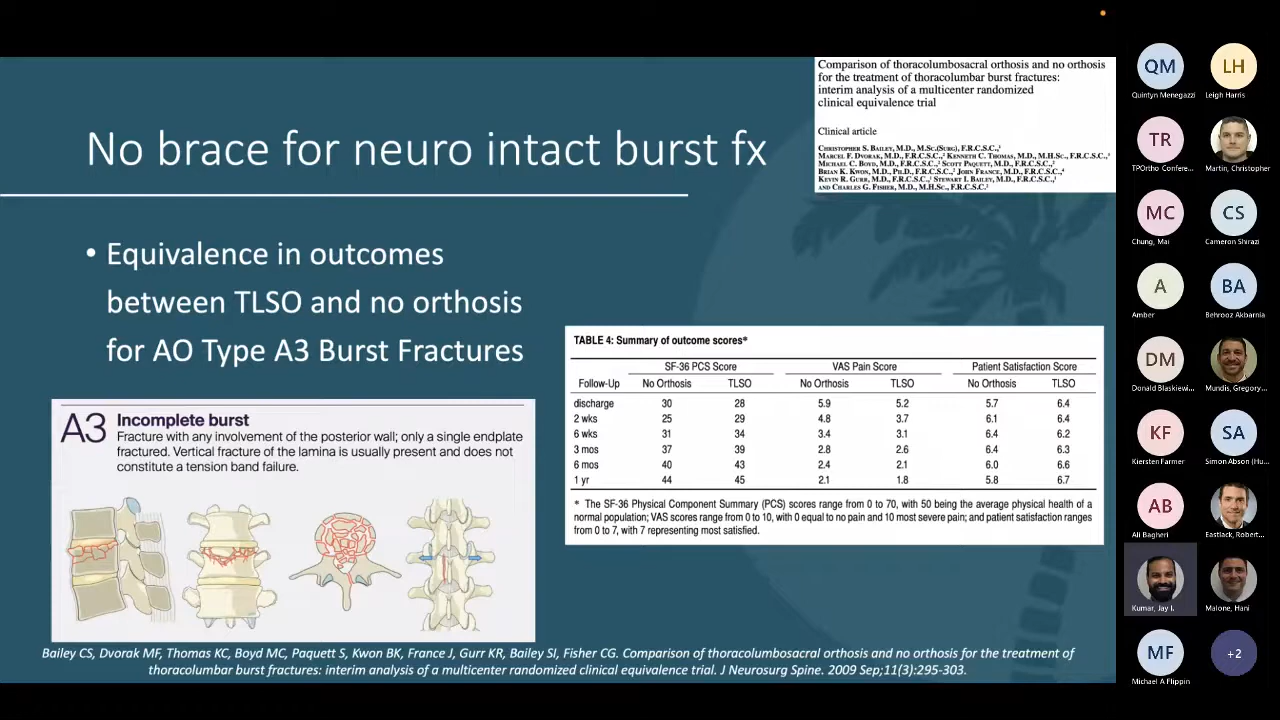 Comparison of thoracolumbosacral orthosis and no orthosis
for the treatment of thoracolumbar burst fractures:
interim analysis of a multicenter randomized
clinical equivalence trial
Clinical article
CHRISTOPHER S. BAILEY, M.D., M.SC.(SURG), F.R.C.S.C.,1
MARCEL F. DVORAK, M.D., F.R.C.S.C.,2 KENNETH C. THOMAS, M.D., M.H.SC., F.R.C.S.C.,3
MICHAEL C. BOYD, M.D., F.R.C.S.C.,2 SCOTT PAQUETT, M.D., F.R.C.S.C.,2
BRIAN K. KWON, M.D., PH.D., F.R.C.S.C.,2 JOHN FRANCE, M.D., F.R.C.S.C.,4
KEVIN R. GURR, M.D., F.R.C.S.C.,1 STEWART I. BAILEY, M.D., F.R.C.S.C.,1
AND CHARLES G. FISHER, M.D., M.H.SC., F.R.C.S.C.2
No brace for neuro intact burst fx
• Equivalence in outcomes
between TLSO and no orthosis
for AO Type A3 Burst Fractures
A3 Incomplete burst
Fracture with any involvement of the posterior wall; only a single endplate
fractured. Vertical fracture of the lamina is usually present and does not
constitute a tension band failure.
TABLE 4: Summary of outcome scores*
SF-36 PCS Score VAS Pain Score Patient Satisfaction Score
Follow-Up No Orthosis TLSO No Orthosis TLSO No Orthosis TLSO
discharge 30 28 5.9 5.2 5.7 6.4
2 wks 25 29 4.8 3.7 6.1 6.4
6 wks 31 34 3.4 3.1 6.4 6.2
3 mos 37 39 2.8 2.6 6.4 6.3
6 mos 40 43 2.4 2.1 6.0 6.6
1 yr 44 45 2.1 1.8 5.8 6.7
* The SF-36 Physical Component Summary (PCS) scores range from 0 to 70, with 50 being the average physical health of a
normal population; VAS scores range from 0 to 10, with 0 equal to no pain and 10 most severe pain; and patient satisfaction ranges
from 0 to 7, with 7 representing most satisfied.
Bailey CS, Dvorak MF, Thomas KC, Boyd MC, Paquett S, Kwon BK, France J, Gurr KR, Bailey SI, Fisher CG. Comparison of thoracolumbosacral orthosis and no orthosis for the treatment of
thoracolumbar burst fractures: interim analysis of a multicenter randomized clinical equivalence trial. J Neurosurg Spine. 2009 Sep;11(3):295-303.
QM LH
Quintyn Menegazzi Leigh Harris
TR
TPOrtho Confere... Martin, Christopher
MC CS
Chung, Mai Cameron Shirazi
A BA
Amber Behrooz Akbarnia
DM
Donald Blaskiewi... Mundis, Gregory...
KF SA
Kiersten Farmer Simon Abson (Hu...
AB
Ali Bagheri Eastlack, Robert...
Kumar, Jay I. Malone, Hani
MF +2
Michael A Flippin